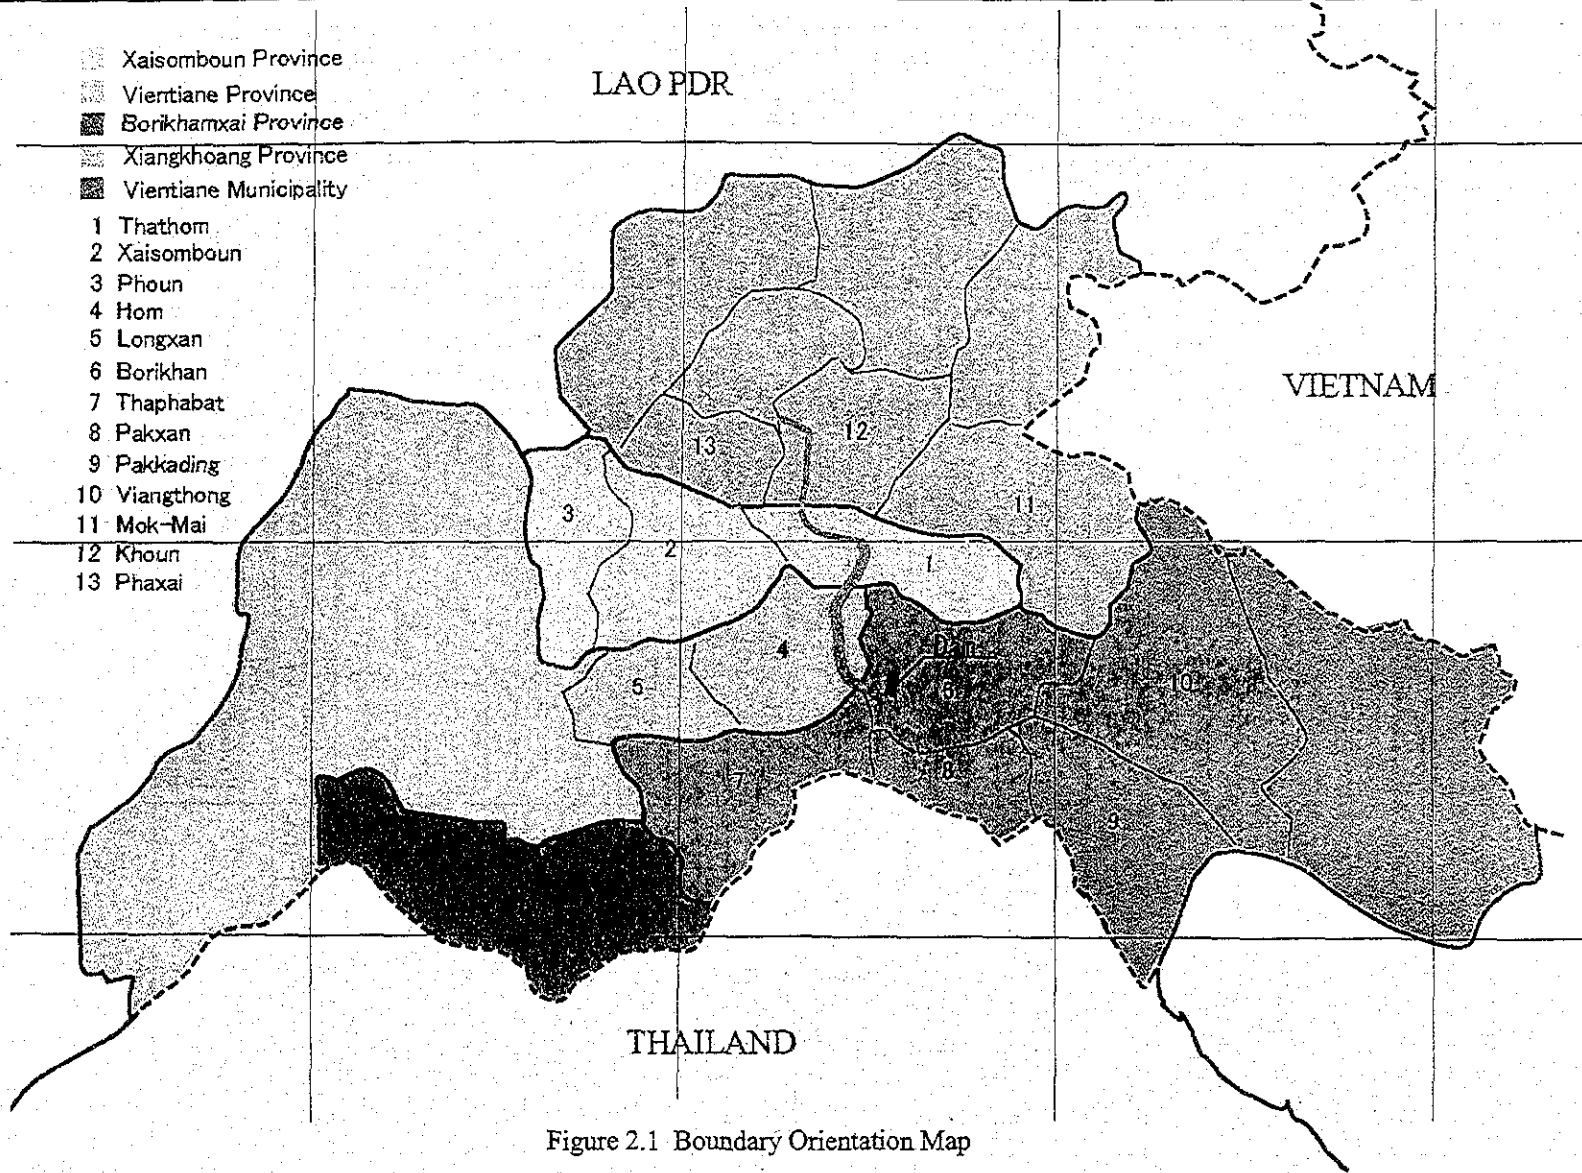 Xaisomboun Province
Vientiane Province
Borikhamxai Province
Xiangkhoang Province
Vientiane Municipality
1 Thathom
2 Xaisomboun
3 Phoun
4 Hom
5 Longxan
6 Borikhan
7 Thaphabat
8 Pakxan
9 Pakkading
10 Viangthong
11 Mok-Mai
12 Khoun
13 Phaxai
LAO PDR
VIETNAM
13
12
11
3
2
1
4
Dam
5
6
10
7
8
9
THAILAND
Figure 2.1 Boundary Orientation Map